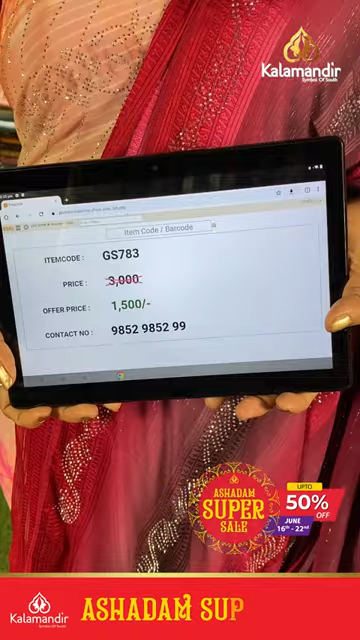 Kalamandir
Symbol Of South
Item Code / Barcode
ITEMCODE : GS783
PRICE : 3,000
OFFER PRICE : 1,500/-
CONTACT NO : 9852 9852 99
ASHADAM
SUPER
SALE
UPTO
50%
OFF
JUNE
16th - 22nd
Kalamandir
Symbol Of South
ASHADAM SUP